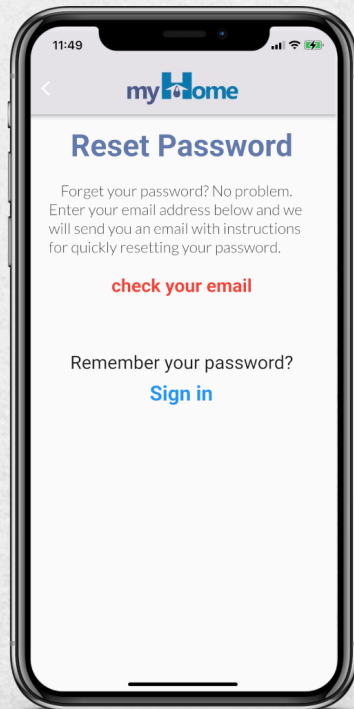 11:49
myHome
Reset Password
Forget your password? No problem.
Enter your email address below and we
will send you an email with instructions
for quickly resetting your password.
check your email
Remember your password?
Sign in